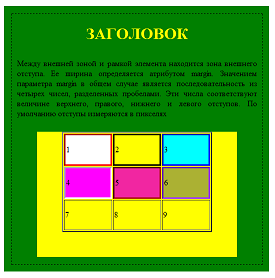 ЗАГОЛОВОК
Между внешней зоной и рамкой элемента находится зона внешнего
отступа. Ее ширина определяется атрибутом margin. Значением
параметра margin в общем случае является последовательность из
четырех чисел, разделенных пробелами. Эти числа соответствуют
величине верхнего, правого, нижнего и левого отступов. По
умолчанию отступы измеряются в пикселях
1 2 3
4 5 6
7 8 9